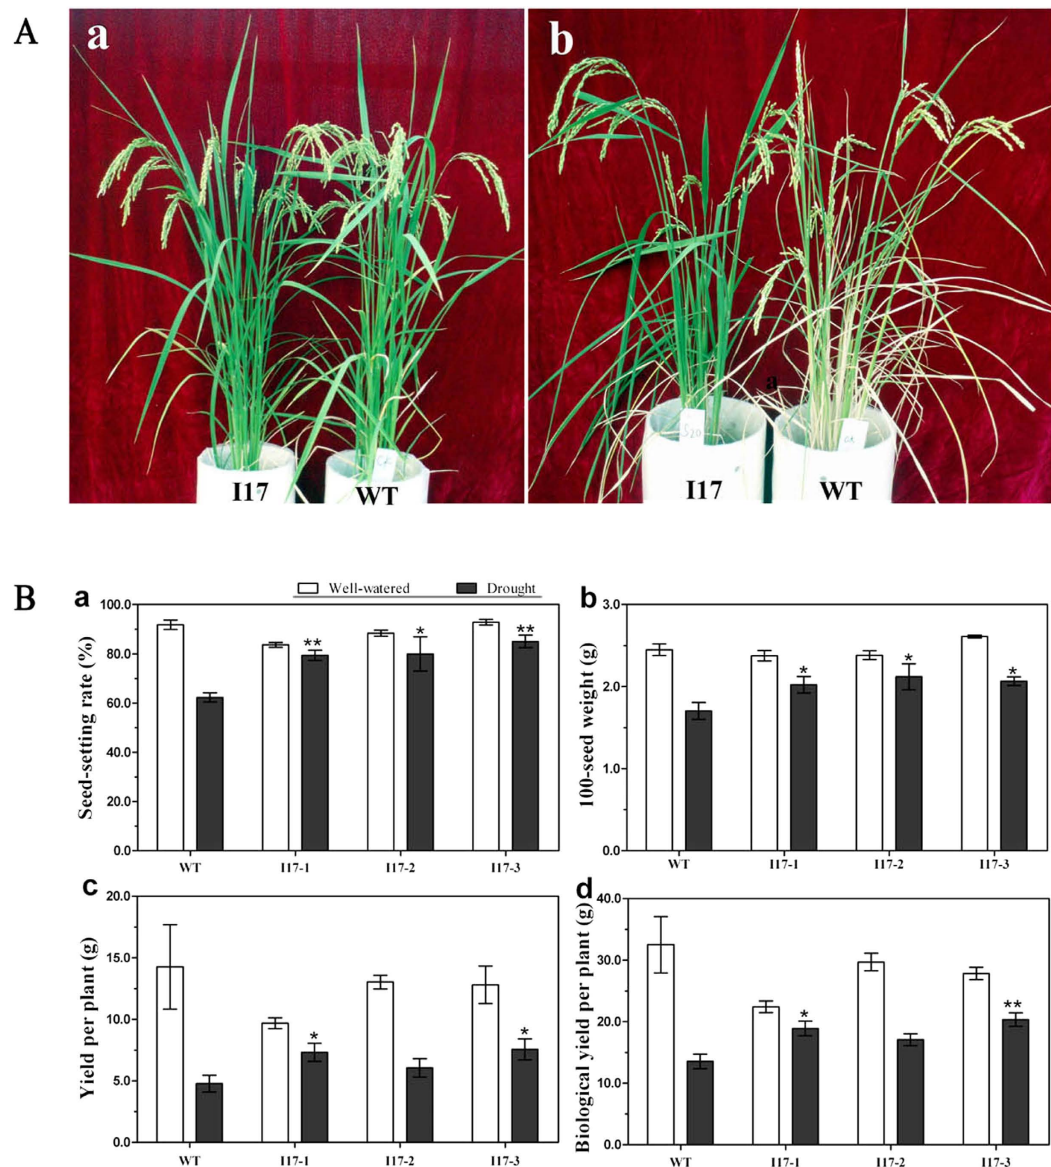 A
a
b
S20
a
CK
CK
I17
WT
I17
WT
B
Well-watered
Drought
a
100.0
80.0
60.0
40.0
20.0
0.0
Seed-setting rate (%)
**
*
**
WT
I17-1
I17-2
I17-3
b
3.0
2.0
1.0
0.0
100-seed weight (g)
*
*
*
WT
I17-1
I17-2
I17-3
c
20.0
15.0
10.0
5.0
0.0
Yield per plant (g)
*
*
WT
I17-1
I17-2
I17-3
d
40.0
30.0
20.0
10.0
0.0
Biological yield per plant (g)
*
**
WT
I17-1
I17-2
I17-3